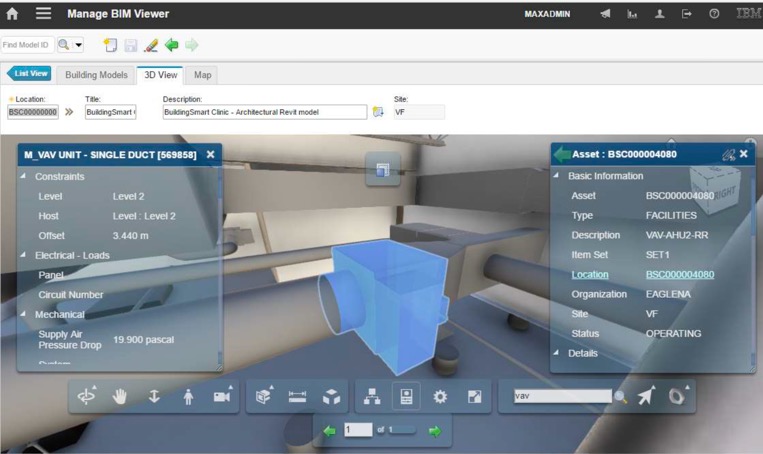 Manage BIM Viewer
MAXADMIN
IBM
Find Model ID
List View
Building Models
3D View
Map
Location:
Title:
Description:
Site:
BSC00000000
BuildingSmart
BuildingSmart Clinic - Architectural Revit model
VF
M_VAV UNIT - SINGLE DUCT [569858]
Constraints
Level Level 2
Host Level : Level 2
Offset 3.440 m
Electrical - Loads
Panel
Circuit Number
Mechanical
Supply Air
Pressure Drop 19.900 pascal
Asset : BSC000004080
Basic Information
Asset BSC000004080
Type FACILITIES
Description VAV-AHU2-RR
Item Set SET1
Location BSC000004080
Organization EAGLENA
Site VF
Status OPERATING
Details
RIGHT
vav
1 of 1